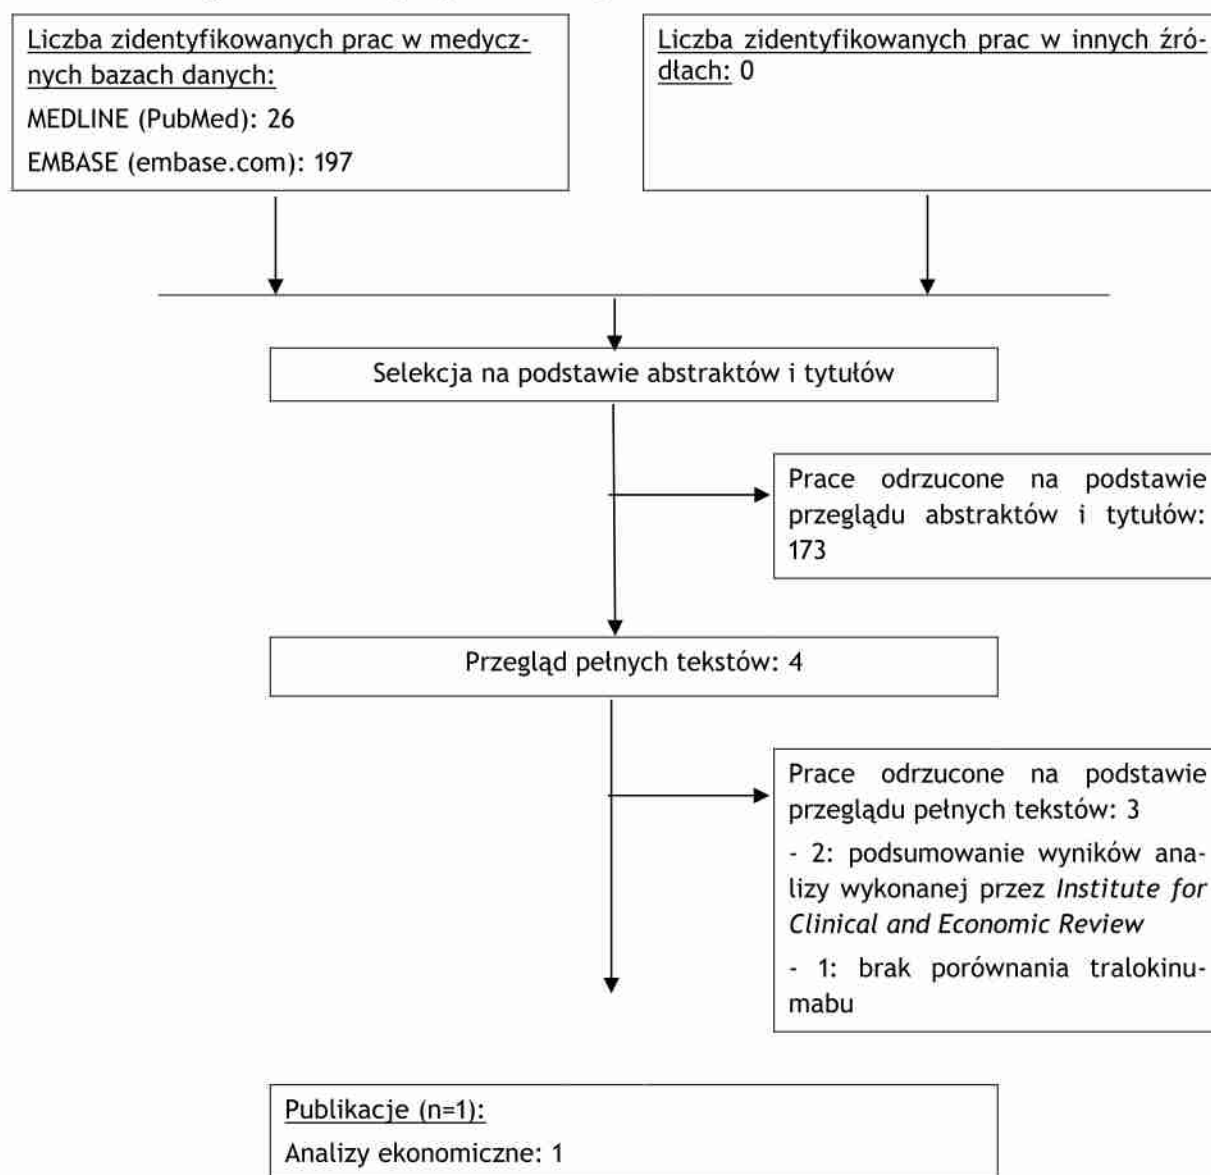 Liczba zidentyfikowanych prac w medycz-
nych bazach danych:
MEDLINE (PubMed): 26
EMBASE (embase.com): 197
Liczba zidentyfikowanych prac w innych źró-
dłach: 0
Selekcja na podstawie abstraktów i tytułów
Prace odrzucone na podstawie
przeglądu abstraktów i tytułów:
173
Przegląd pełnych tekstów: 4
Prace odrzucone na podstawie
przeglądu pełnych tekstów: 3
- 2: podsumowanie wyników ana-
lizy wykonanej przez Institute for
Clinical and Economic Review
- 1: brak porównania tralokinu-
mabu
Publikacje (n=1):
Analizy ekonomiczne: 1